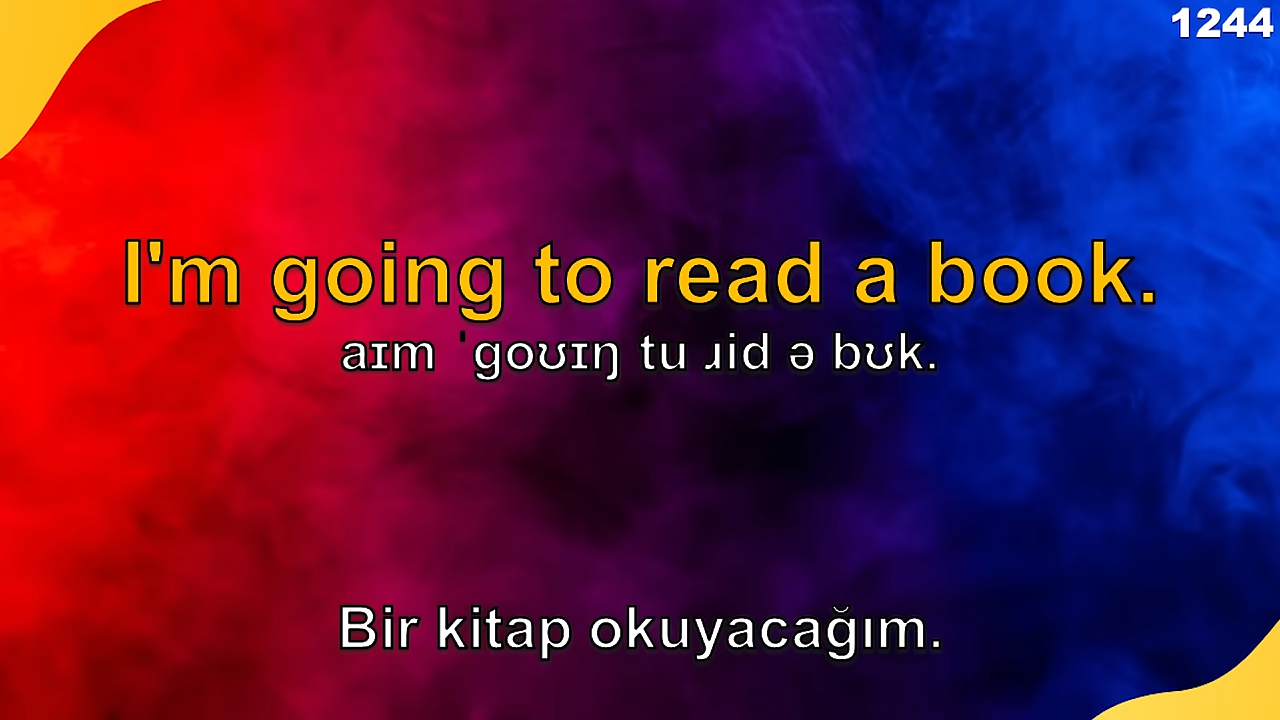 1244
I'm going to read a book.
aɪm ˈɡoʊɪŋ tu ɹid ə bʊk.
Bir kitap okuyacağım.